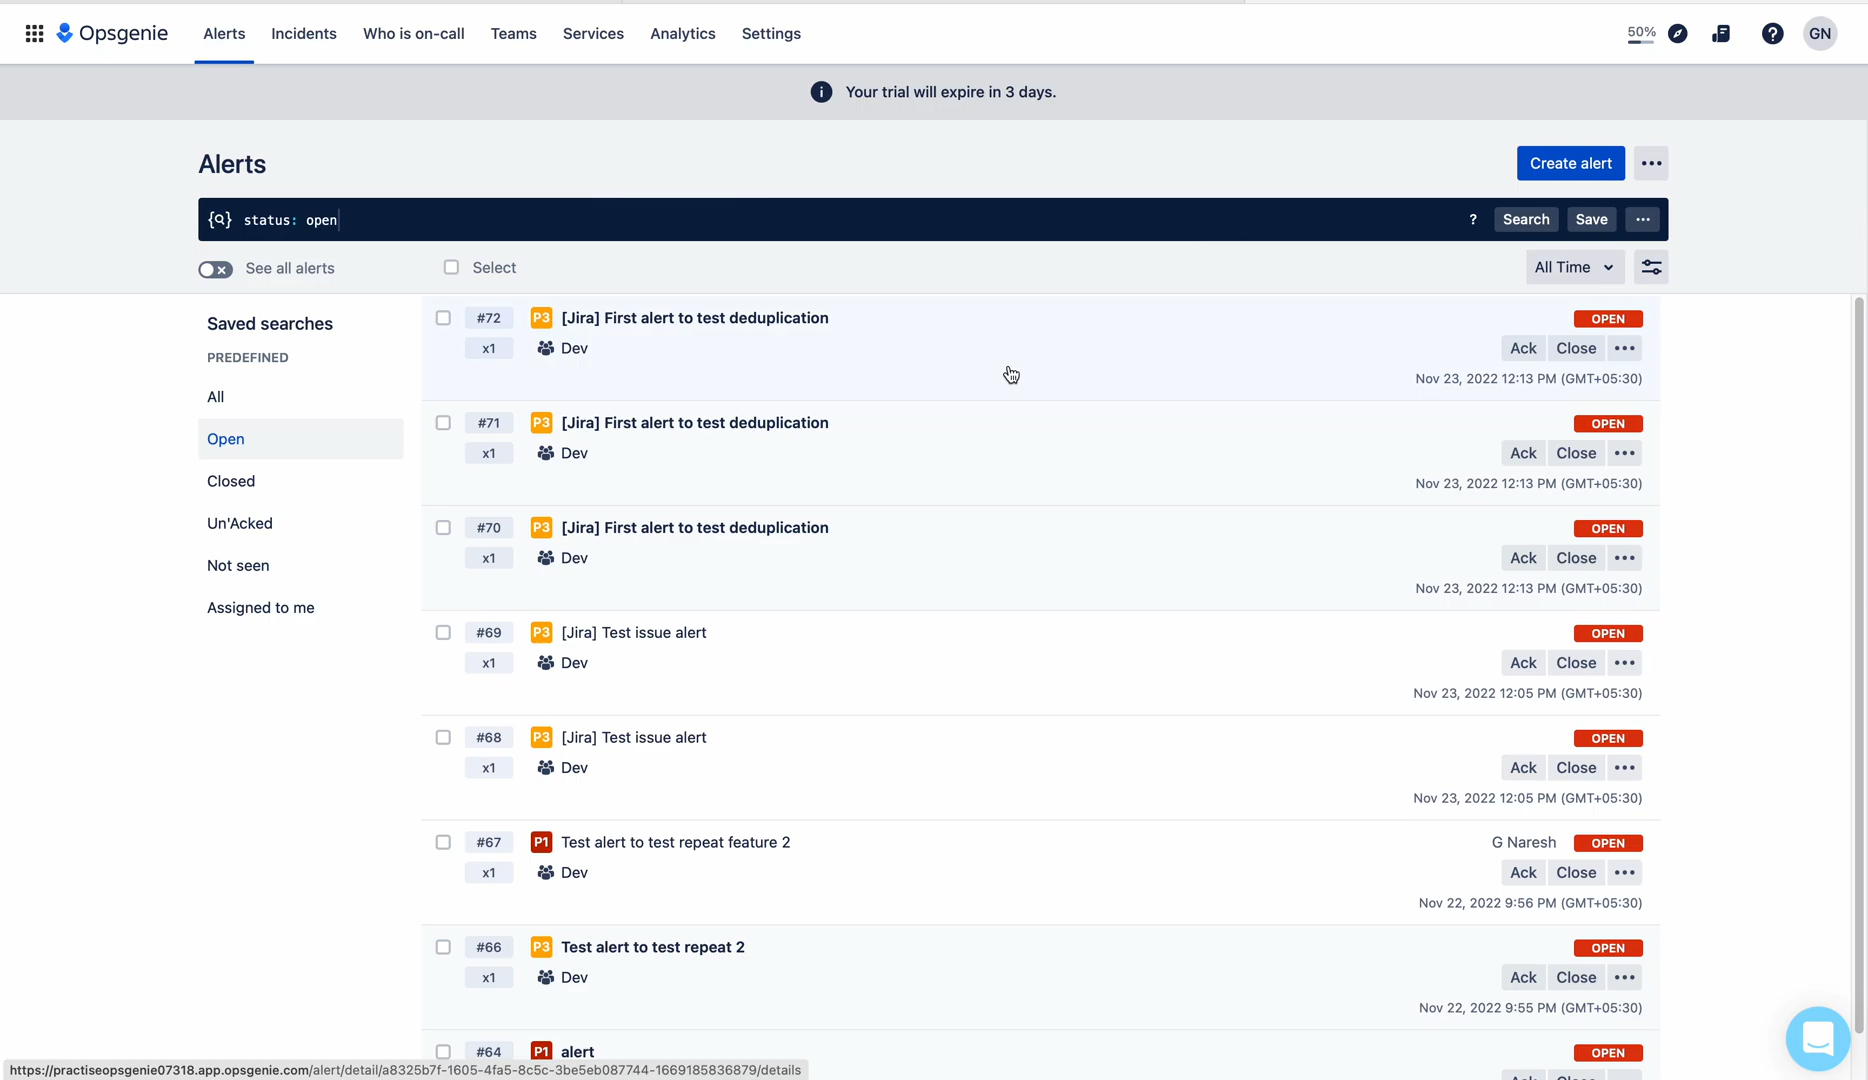 Opsgenie Alerts Incidents Who is on-call Teams Services Analytics Settings 50% ? GN
i Your trial will expire in 3 days.
Alerts Create alert •••
status: open ? Search Save •••
See all alerts Select All Time
Saved searches
PREDEFINED
All
Open
Closed
Un'Acked
Not seen
Assigned to me
#72 P3 [Jira] First alert to test deduplication OPEN
x1 Dev Ack Close •••
Nov 23, 2022 12:13 PM (GMT+05:30)
#71 P3 [Jira] First alert to test deduplication OPEN
x1 Dev Ack Close •••
Nov 23, 2022 12:13 PM (GMT+05:30)
#70 P3 [Jira] First alert to test deduplication OPEN
x1 Dev Ack Close •••
Nov 23, 2022 12:13 PM (GMT+05:30)
#69 P3 [Jira] Test issue alert OPEN
x1 Dev Ack Close •••
Nov 23, 2022 12:05 PM (GMT+05:30)
#68 P3 [Jira] Test issue alert OPEN
x1 Dev Ack Close •••
Nov 23, 2022 12:05 PM (GMT+05:30)
#67 P1 Test alert to test repeat feature 2 G Naresh OPEN
x1 Dev Ack Close •••
Nov 22, 2022 9:56 PM (GMT+05:30)
#66 P3 Test alert to test repeat 2 OPEN
x1 Dev Ack Close •••
Nov 22, 2022 9:55 PM (GMT+05:30)
#64 P1 alert OPEN
https://practiseopsgenie07318.app.opsgenie.com/alert/detail/a8325b7f-1605-4fa5-8c5c-3be5eb087744-1669185836879/details